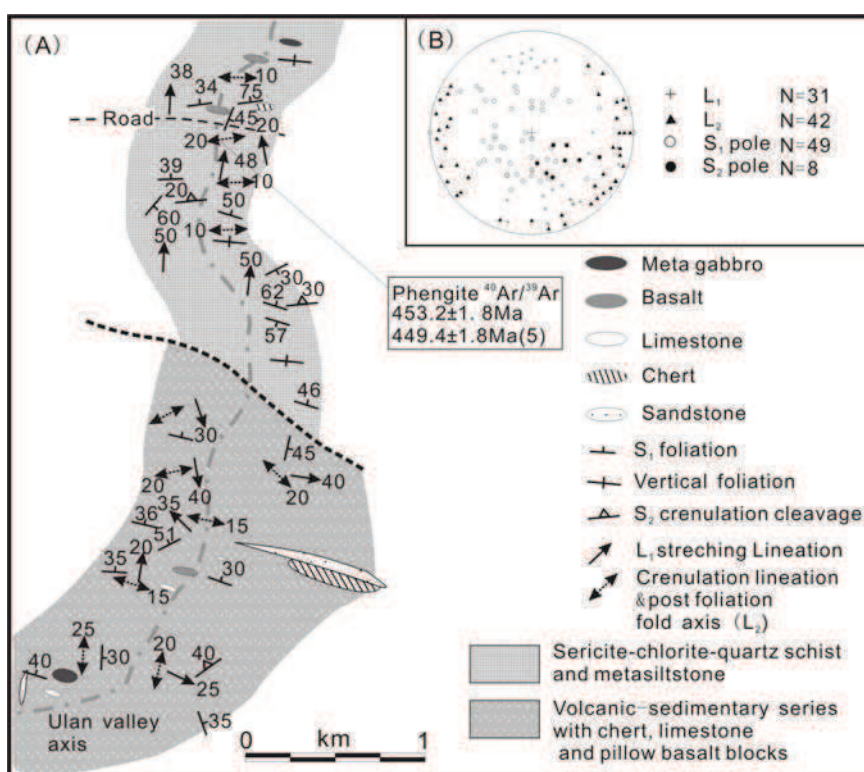 (A)
(B)
L₁ N=31
L₂ N=42
S₁ pole N=49
S₂ pole N=8
38
10
34
75
Road
45
20
20
48
39
10
20
50
60
10
50
50
30
62
30
57
46
Phengite ⁴⁰Ar/³⁹Ar
453.2±1.8Ma
449.4±1.8Ma(5)
30
45
20
40
40
20
35
36
15
51
20
35
30
15
25
20
40
40
30
25
35
Ulan valley
axis
0 km 1
Meta gabbro
Basalt
Limestone
Chert
Sandstone
S₁ foliation
Vertical foliation
S₂ crenulation cleavage
L₁ streching Lineation
Crenulation lineation
&post foliation
fold axis (L₂)
Sericite-chlorite-quartz schist
and metasiltstone
Volcanic-sedimentary series
with chert, limestone
and pillow basalt blocks